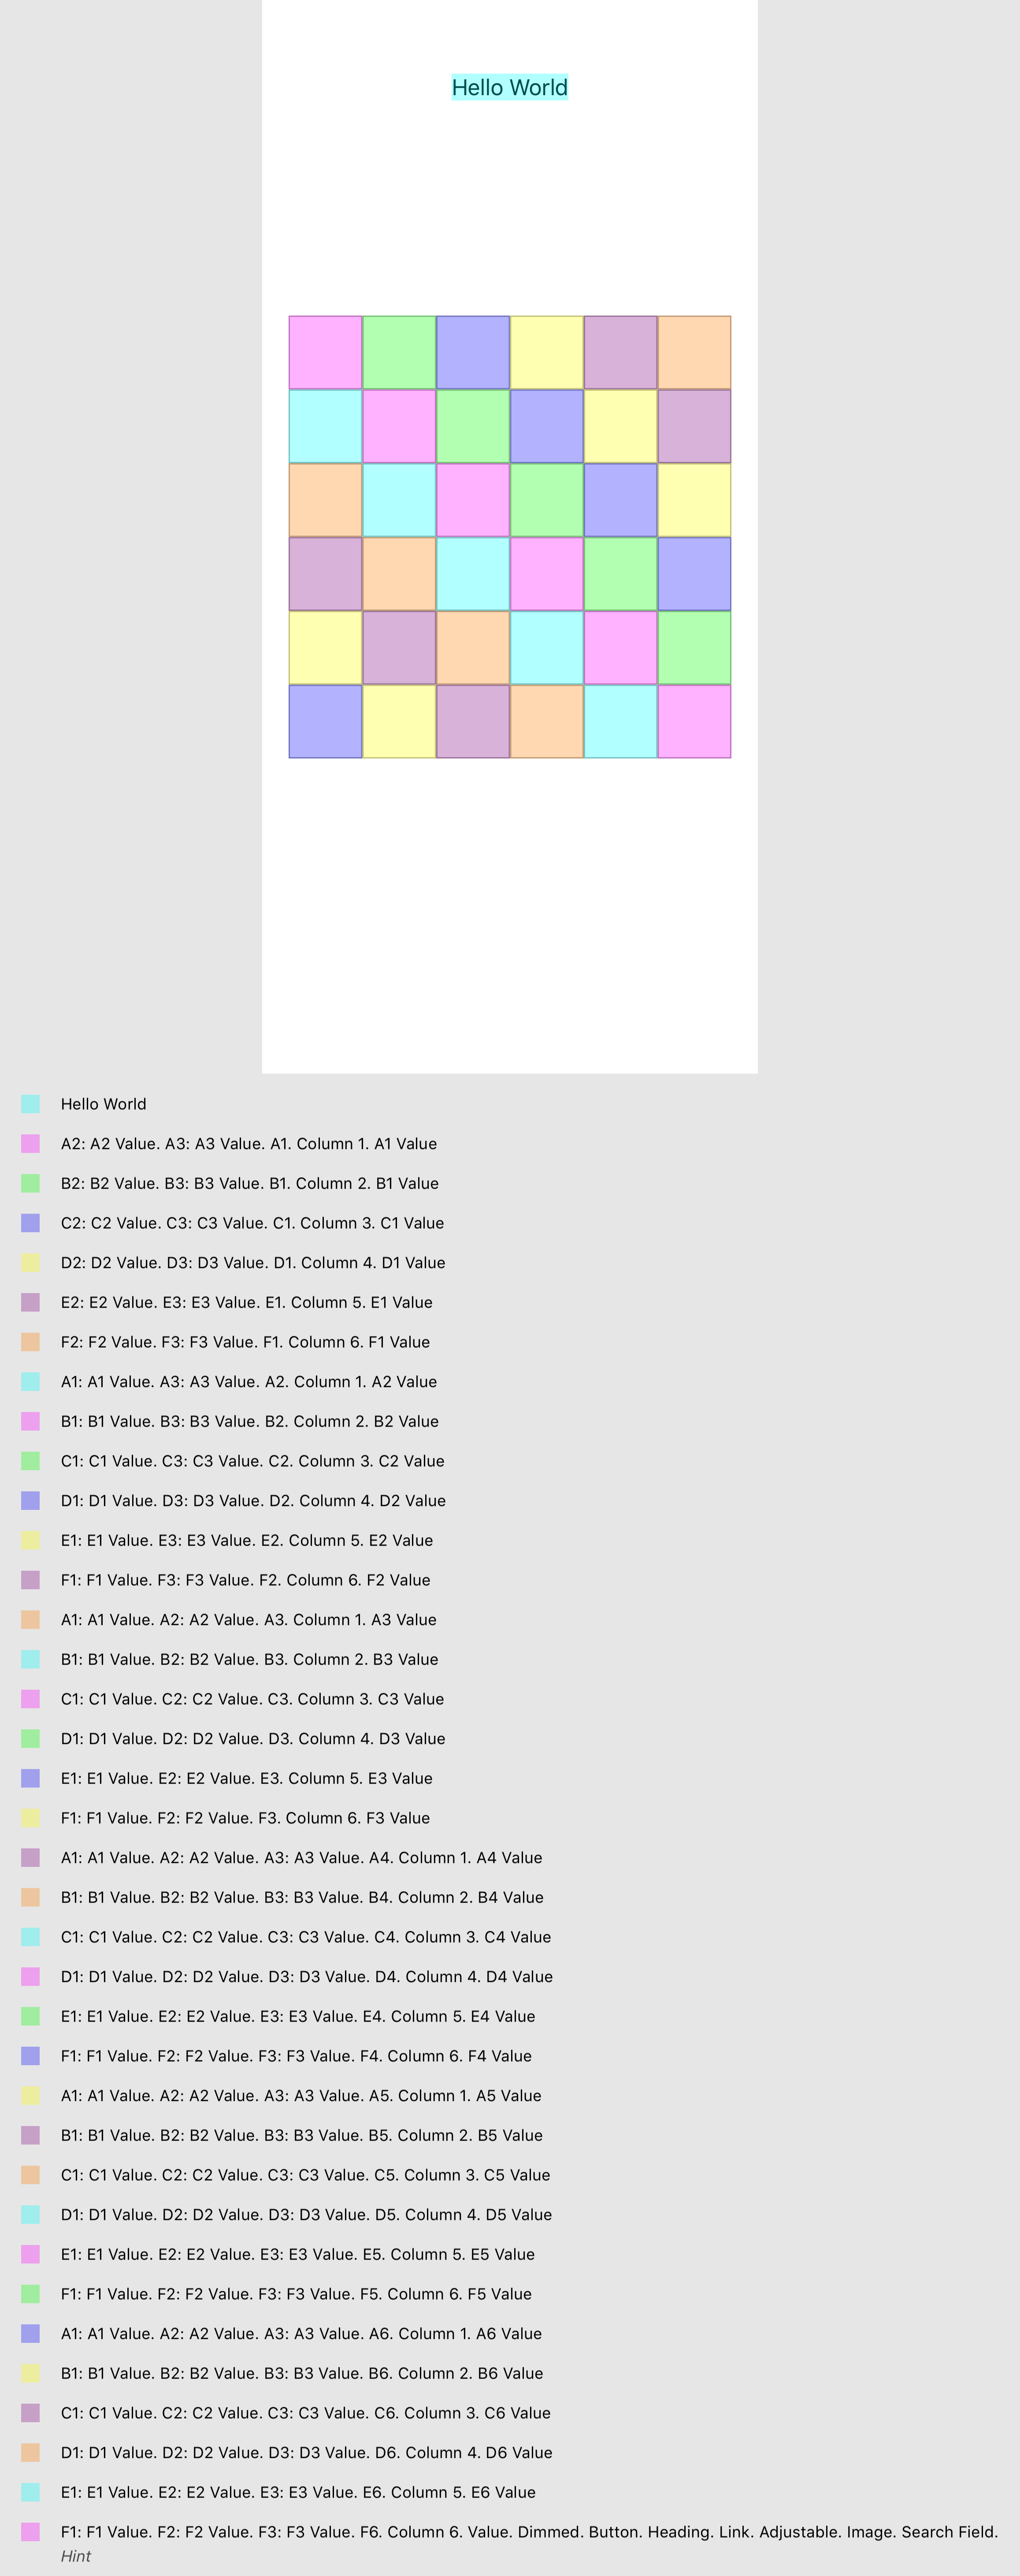 Hello World
Hello World
A2: A2 Value. A3: A3 Value. A1. Column 1. A1 Value
B2: B2 Value. B3: B3 Value. B1. Column 2. B1 Value
C2: C2 Value. C3: C3 Value. C1. Column 3. C1 Value
D2: D2 Value. D3: D3 Value. D1. Column 4. D1 Value
E2: E2 Value. E3: E3 Value. E1. Column 5. E1 Value
F2: F2 Value. F3: F3 Value. F1. Column 6. F1 Value
A1: A1 Value. A3: A3 Value. A2. Column 1. A2 Value
B1: B1 Value. B3: B3 Value. B2. Column 2. B2 Value
C1: C1 Value. C3: C3 Value. C2. Column 3. C2 Value
D1: D1 Value. D3: D3 Value. D2. Column 4. D2 Value
E1: E1 Value. E3: E3 Value. E2. Column 5. E2 Value
F1: F1 Value. F3: F3 Value. F2. Column 6. F2 Value
A1: A1 Value. A2: A2 Value. A3. Column 1. A3 Value
B1: B1 Value. B2: B2 Value. B3. Column 2. B3 Value
C1: C1 Value. C2: C2 Value. C3. Column 3. C3 Value
D1: D1 Value. D2: D2 Value. D3. Column 4. D3 Value
E1: E1 Value. E2: E2 Value. E3. Column 5. E3 Value
F1: F1 Value. F2: F2 Value. F3. Column 6. F3 Value
A1: A1 Value. A2: A2 Value. A3: A3 Value. A4. Column 1. A4 Value
B1: B1 Value. B2: B2 Value. B3: B3 Value. B4. Column 2. B4 Value
C1: C1 Value. C2: C2 Value. C3: C3 Value. C4. Column 3. C4 Value
D1: D1 Value. D2: D2 Value. D3: D3 Value. D4. Column 4. D4 Value
E1: E1 Value. E2: E2 Value. E3: E3 Value. E4. Column 5. E4 Value
F1: F1 Value. F2: F2 Value. F3: F3 Value. F4. Column 6. F4 Value
A1: A1 Value. A2: A2 Value. A3: A3 Value. A5. Column 1. A5 Value
B1: B1 Value. B2: B2 Value. B3: B3 Value. B5. Column 2. B5 Value
C1: C1 Value. C2: C2 Value. C3: C3 Value. C5. Column 3. C5 Value
D1: D1 Value. D2: D2 Value. D3: D3 Value. D5. Column 4. D5 Value
E1: E1 Value. E2: E2 Value. E3: E3 Value. E5. Column 5. E5 Value
F1: F1 Value. F2: F2 Value. F3: F3 Value. F5. Column 6. F5 Value
A1: A1 Value. A2: A2 Value. A3: A3 Value. A6. Column 1. A6 Value
B1: B1 Value. B2: B2 Value. B3: B3 Value. B6. Column 2. B6 Value
C1: C1 Value. C2: C2 Value. C3: C3 Value. C6. Column 3. C6 Value
D1: D1 Value. D2: D2 Value. D3: D3 Value. D6. Column 4. D6 Value
E1: E1 Value. E2: E2 Value. E3: E3 Value. E6. Column 5. E6 Value
F1: F1 Value. F2: F2 Value. F3: F3 Value. F6. Column 6. Value. Dimmed. Button. Heading. Link. Adjustable. Image. Search Field.
Hint